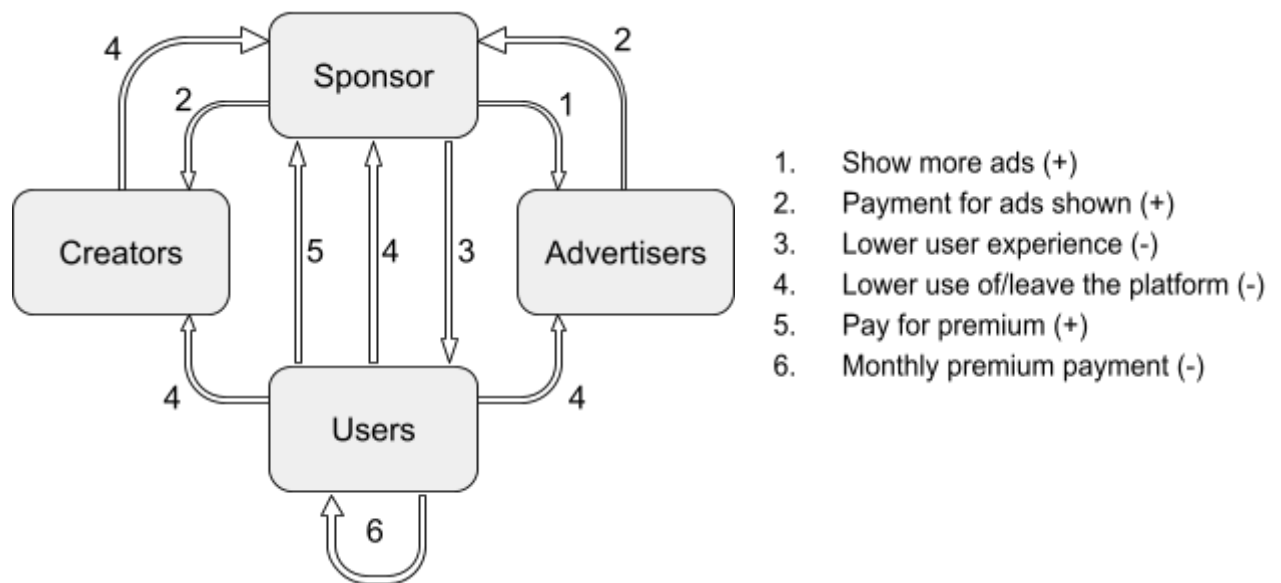 4
2
Sponsor
2
1
1. Show more ads (+)
2. Payment for ads shown (+)
Creators
5
4
3
Advertisers
3. Lower user experience (-)
4. Lower use of/leave the platform (-)
5. Pay for premium (+)
6. Monthly premium payment (-)
4
Users
4
6